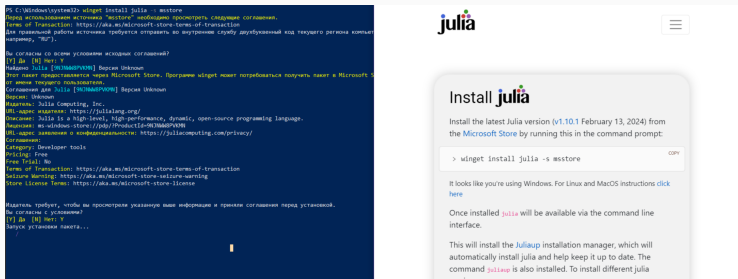 PS C:\Windows\system32> winget install julia -s msstore
Перед использованием источника "msstore" необходимо просмотреть следующие соглашения.
Terms of Transaction: https://aka.ms/microsoft-store-terms-of-transaction
Для правильной работы источника требуется отправить во внутреннюю службу двухбуквенный код текущего региона компьют
например, "RU").
Вы согласны со всеми условиями исходных соглашений?
[Y] Да [N] Нет: Y
Найдено Julia [9NJNWW8PVKMN] Версия Unknown
Этот пакет предоставляется через Microsoft Store. Программе winget может потребоваться получить пакет в Microsoft S
от имени текущего пользователя.
Соглашения для Julia [9NJNWW8PVKMN] Версия Unknown
Версия: Unknown
Издатель: Julia Computing, Inc.
URL-адрес издателя: https://julialang.org/
Описание: Julia is a high-level, high-performance, dynamic, open-source programming language.
Лицензия: ms-windows-store://pdp/?ProductId=9NJNWW8PVKMN
URL-адрес заявления о конфиденциальности: https://juliacomputing.com/privacy/
Соглашения:
Category: Developer tools
Pricing: Free
Free Trial: No
Terms of Transaction: https://aka.ms/microsoft-store-terms-of-transaction
Seizure Warning: https://aka.ms/microsoft-store-seizure-warning
Store License Terms: https://aka.ms/microsoft-store-license
Издатель требует, чтобы вы просмотрели указанную выше информацию и приняли соглашения перед установкой.
Вы согласны с условиями?
[Y] Да [N] Нет: Y
Запуск установки пакета...
/
julia
Install julia
Install the latest Julia version (v1.10.1 February 13, 2024) from
the Microsoft Store by running this in the command prompt:
COPY
> winget install julia -s msstore
It looks like you're using Windows. For Linux and MacOS instructions click
here
Once installed julia will be available via the command line
interface.
This will install the Juliaup installation manager, which will
automatically install julia and help keep it up to date. The
command juliaup is also installed. To install different julia